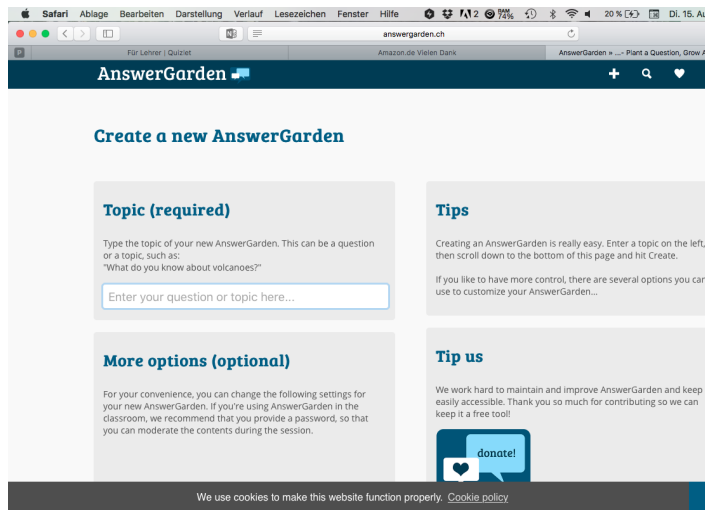 Safari Ablage Bearbeiten Darstellung Verlauf Lesezeichen Fenster Hilfe 2 RAM 74% 20 % Di. 15. Au
answergarden.ch
P Für Lehrer | Quizlet Amazon.de Vielen Dank AnswerGarden » ...- Plant a Question, Grow A
AnswerGarden
Create a new AnswerGarden
Topic (required)
Type the topic of your new AnswerGarden. This can be a question
or a topic, such as:
"What do you know about volcanoes?"
Enter your question or topic here...
More options (optional)
For your convenience, you can change the following settings for
your new AnswerGarden. If you're using AnswerGarden in the
classroom, we recommend that you provide a password, so that
you can moderate the contents during the session.
Tips
Creating an AnswerGarden is really easy. Enter a topic on the left,
then scroll down to the bottom of this page and hit Create.
If you like to have more control, there are several options you can
use to customize your AnswerGarden...
Tip us
We work hard to maintain and improve AnswerGarden and keep
easily accessible. Thank you so much for contributing so we can
keep it a free tool!
donate!
We use cookies to make this website function properly. Cookie policy